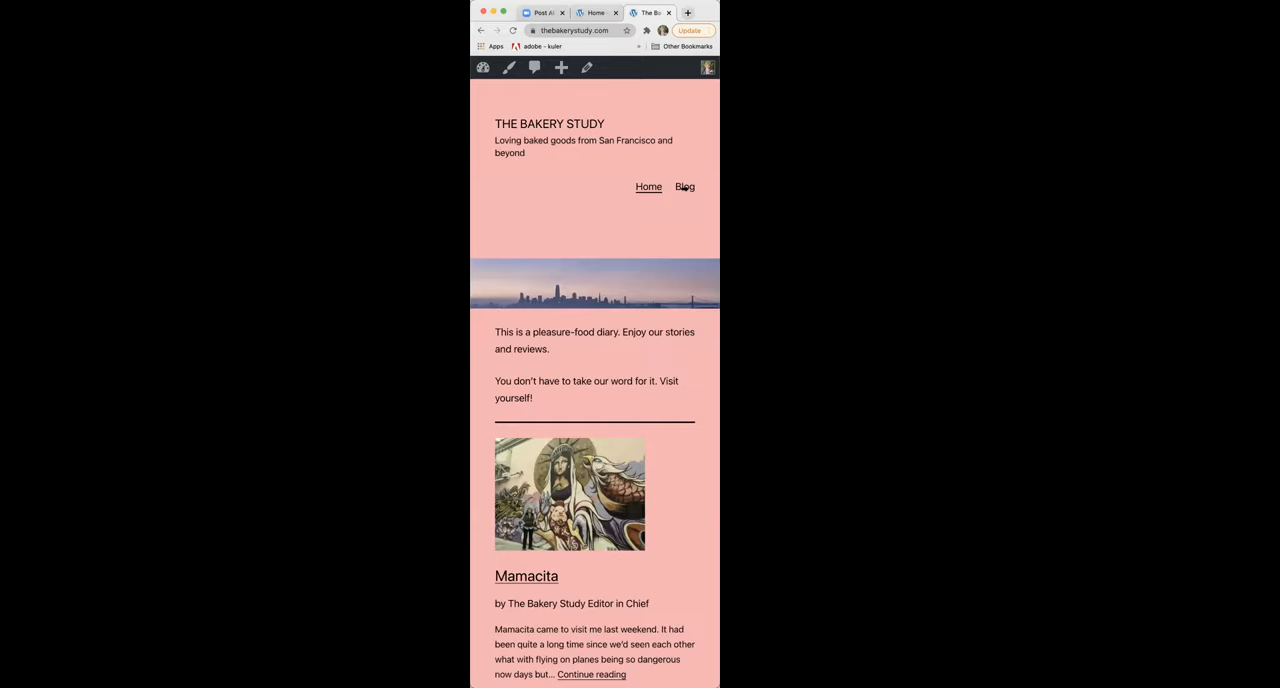 Post Al
Home
The Ba
thebakerystudy.com
Update
Apps
adobe - kuler
»
Other Bookmarks
THE BAKERY STUDY
Loving baked goods from San Francisco and
beyond
Home
Blog
This is a pleasure-food diary. Enjoy our stories
and reviews.
You don't have to take our word for it. Visit
yourself!
Mamacita
by The Bakery Study Editor in Chief
Mamacita came to visit me last weekend. It had
been quite a long time since we'd seen each other
what with flying on planes being so dangerous
now days but... Continue reading